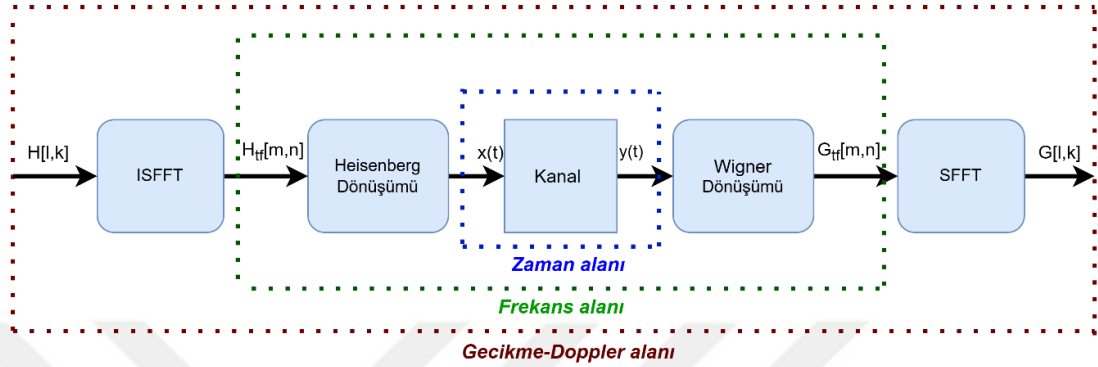 H[l,k]
ISFFT
H_tf[m,n]
Heisenberg
Dönüşümü
x(t)
Kanal
y(t)
Wigner
Dönüşümü
G_tf[m,n]
SFFT
G[l,k]
Zaman alanı
Frekans alanı
Gecikme-Doppler alanı